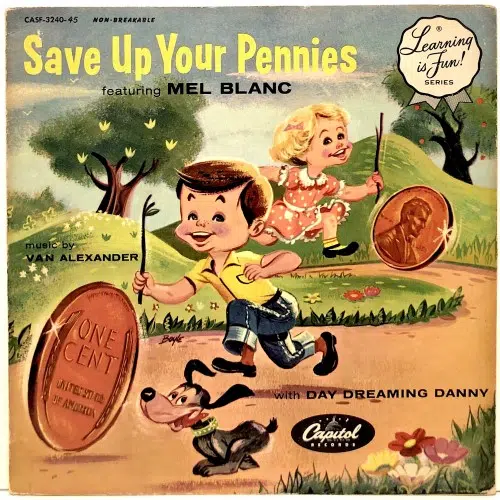 CASF-3240-45 NON-BREAKABLE
Save Up Your Pennies
featuring MEL BLANC
®
Learning
is Fun!
SERIES
music by
VAN ALEXANDER
ONE
CENT
UNITED STATES
OF AMERICA
Boyle
with DAY DREAMING DANNY
Capitol
RECORDS